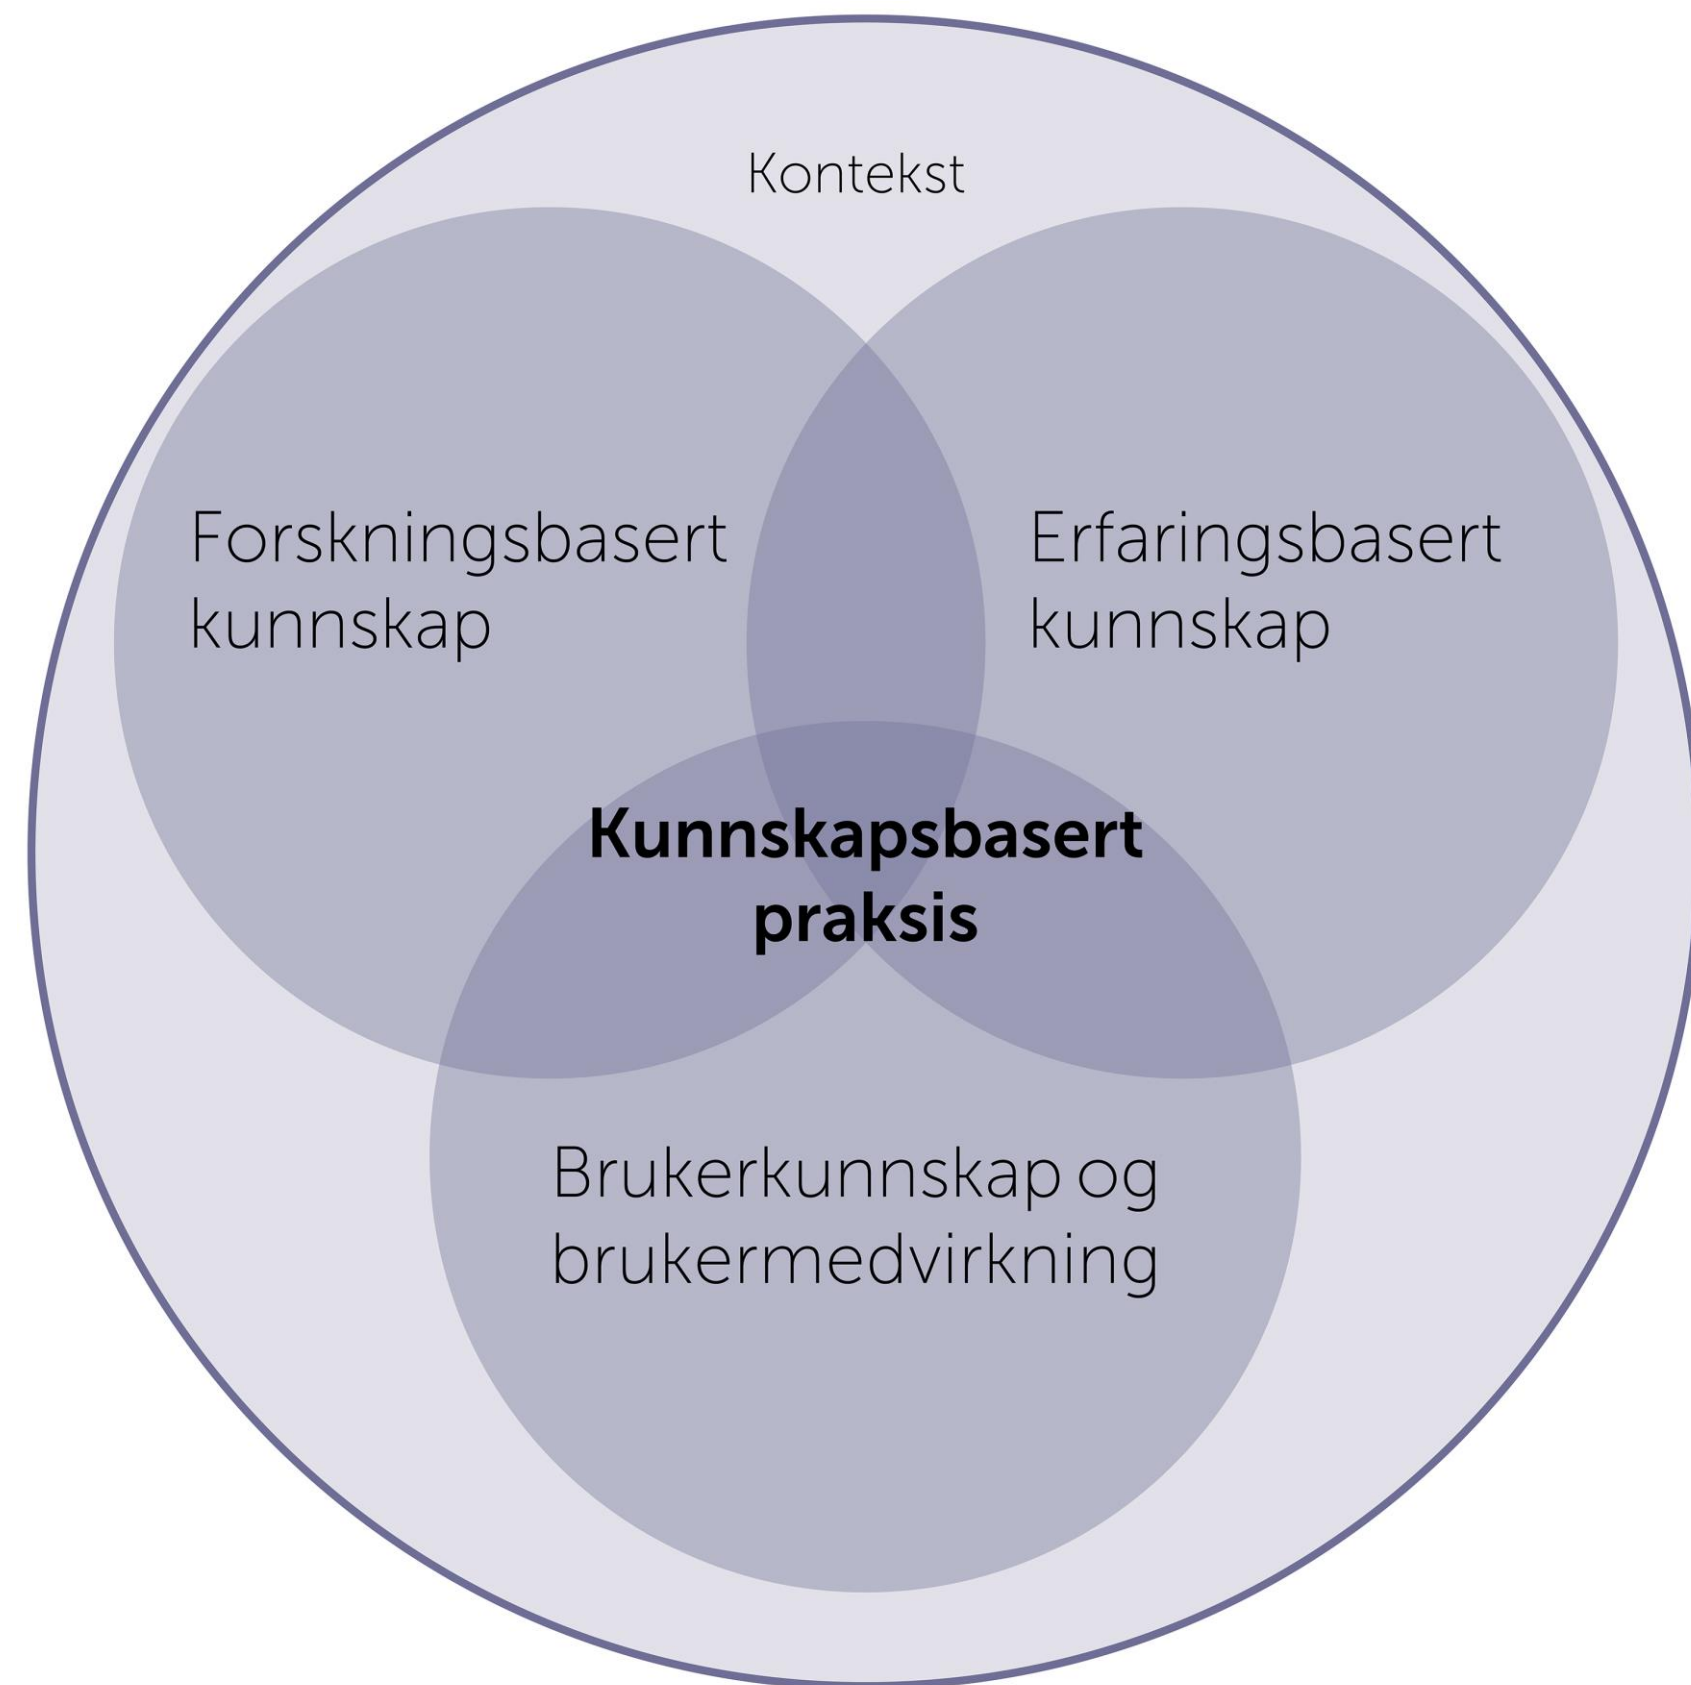 Kontekst
Forskningsbasert
kunnskap
Erfaringsbasert
kunnskap
Kunnskapsbasert
praksis
Brukerkunnskap og
brukermedvirkning